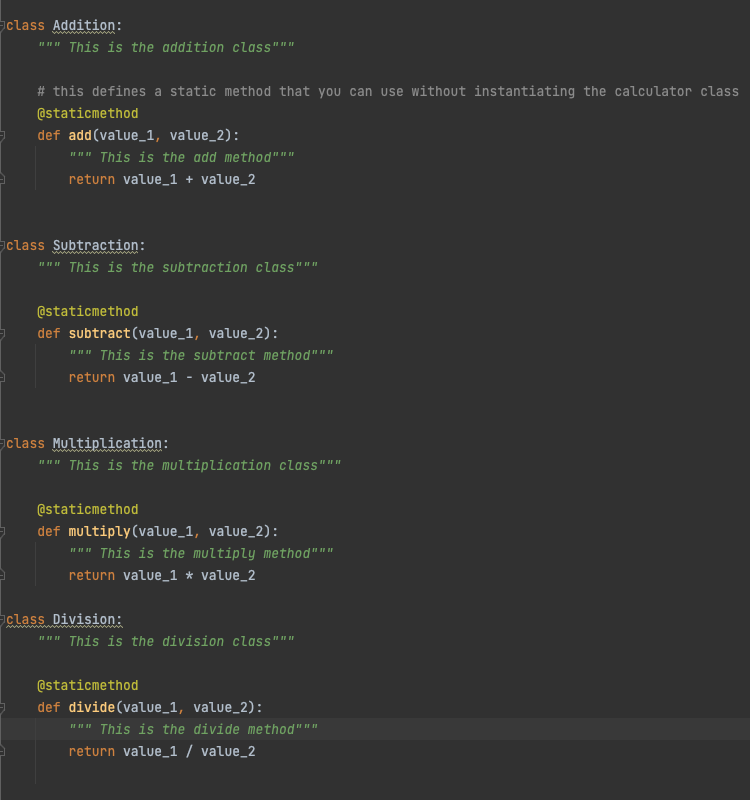 class Addition:
""" This is the addition class"""
# this defines a static method that you can use without instantiating the calculator class
@staticmethod
def add(value_1, value_2):
""" This is the add method"""
return value_1 + value_2
class Subtraction:
""" This is the subtraction class"""
@staticmethod
def subtract(value_1, value_2):
""" This is the subtract method"""
return value_1 - value_2
class Multiplication:
""" This is the multiplication class"""
@staticmethod
def multiply(value_1, value_2):
""" This is the multiply method"""
return value_1 * value_2
class Division:
""" This is the division class"""
@staticmethod
def divide(value_1, value_2):
""" This is the divide method"""
return value_1 / value_2